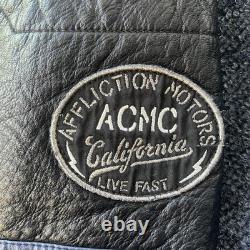 AFFLICTION MOTORS
ACMC
California
LIVE FAST